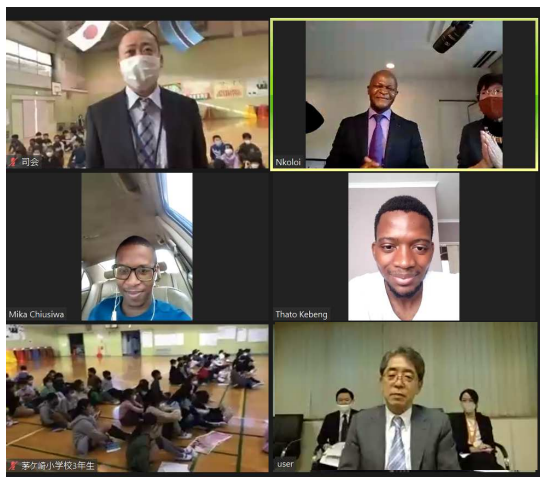 司会
Nkoloi
Mika Chiusiwa
Thato Kebeng
茅ケ崎小学校3年生
user